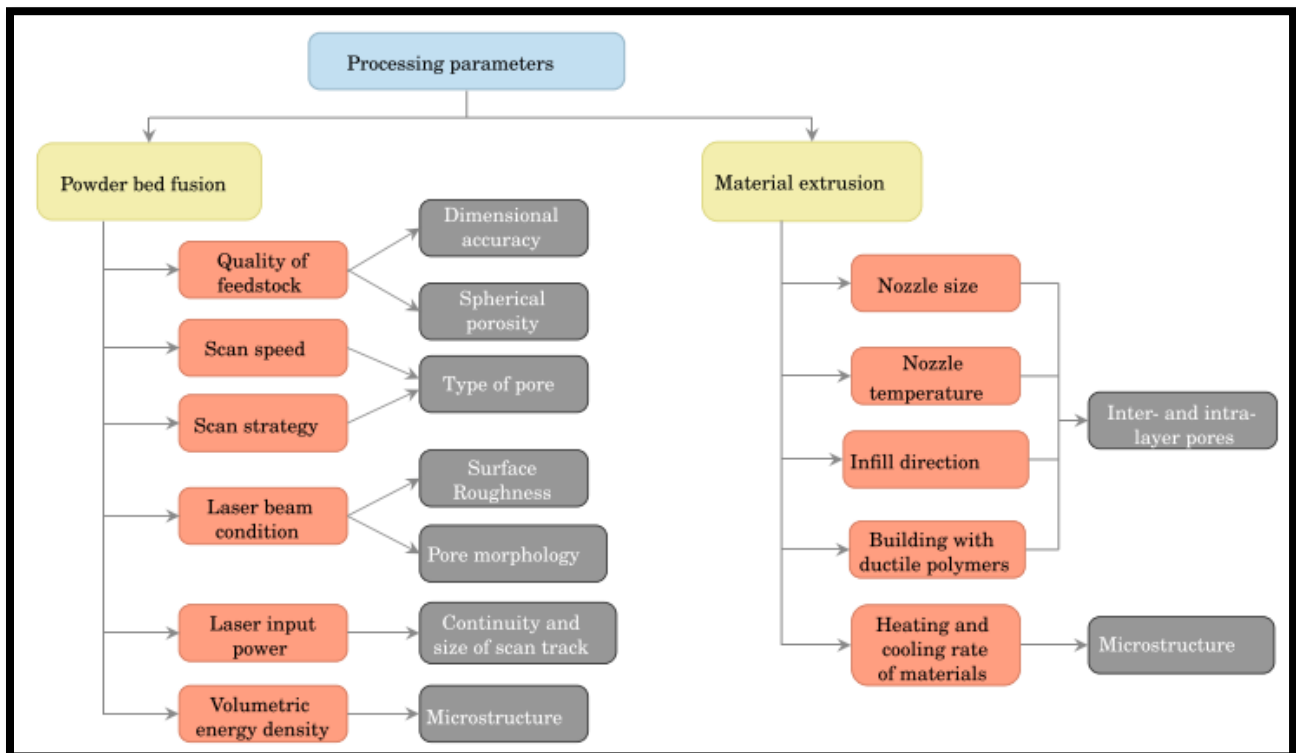 Processing parameters
Powder bed fusion
Quality of
feedstock
Dimensional
accuracy
Spherical
porosity
Scan speed
Scan strategy
Type of pore
Laser beam
condition
Surface
Roughness
Pore morphology
Laser input
power
Continuity and
size of scan track
Volumetric
energy density
Microstructure
Material extrusion
Nozzle size
Nozzle
temperature
Infill direction
Building with
ductile polymers
Inter- and intra-
layer pores
Heating and
cooling rate
of materials
Microstructure